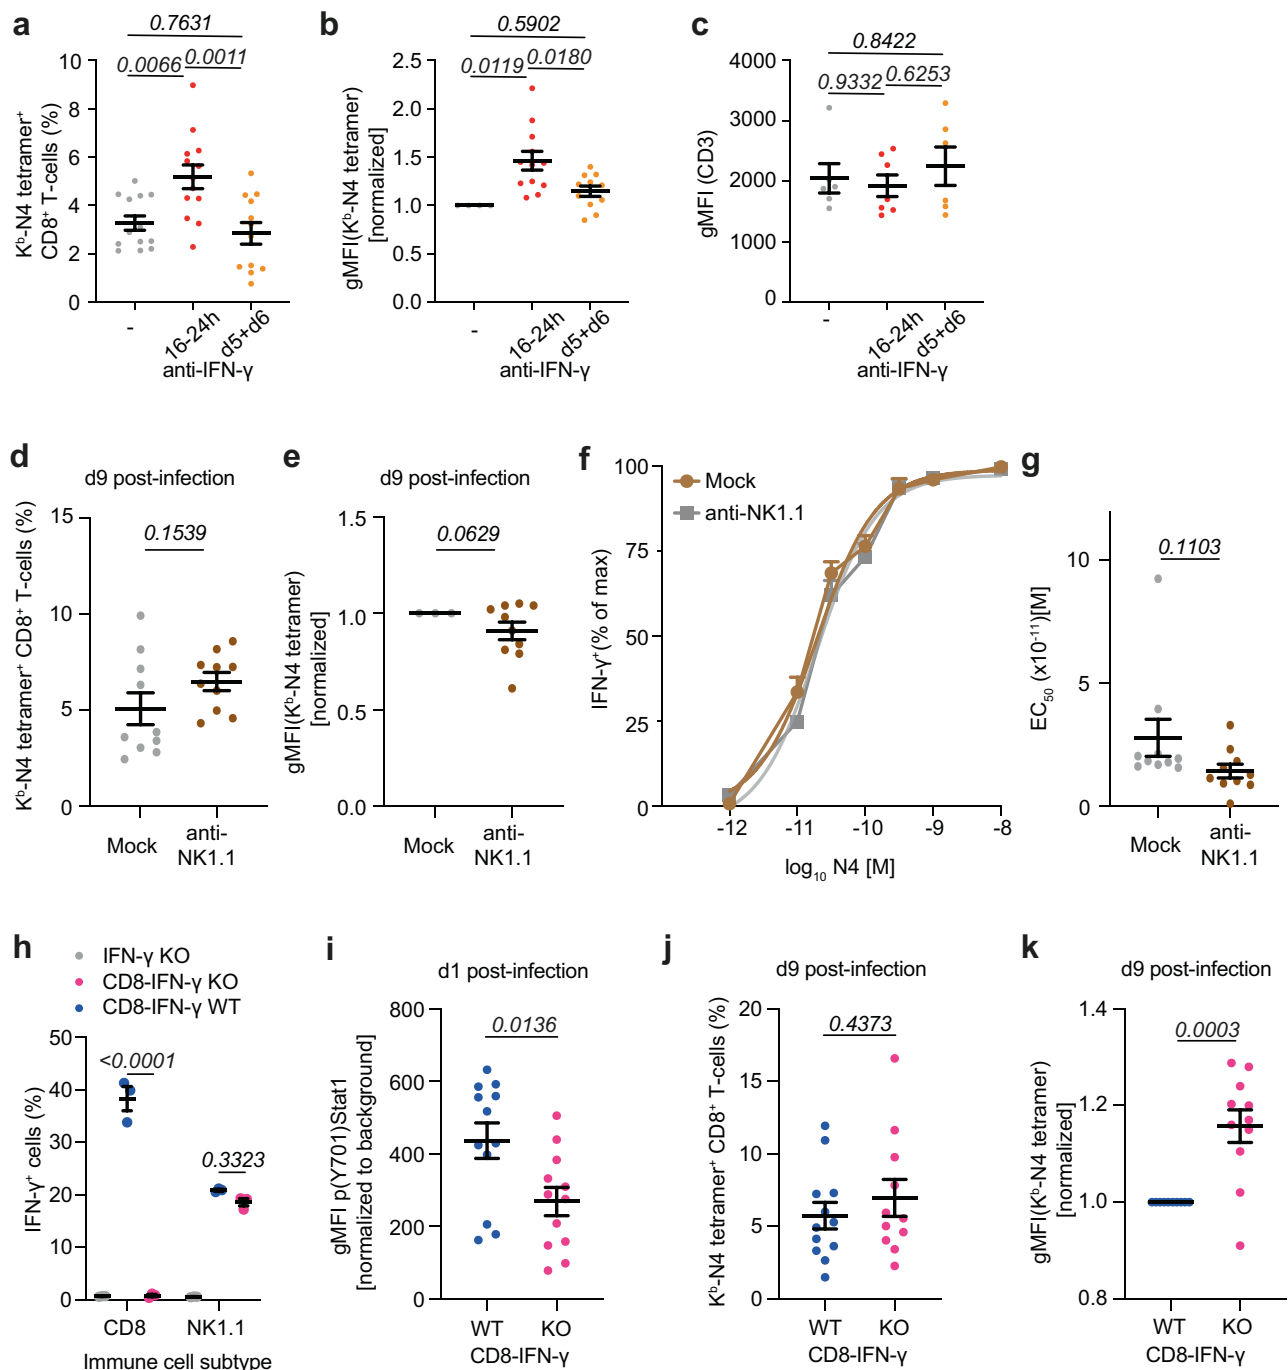 a
0.7631
0.0066 0.0011
Kᵇ-N4 tetramer⁺
CD8⁺ T-cells (%)
10
8
6
4
2
0
- 16-24h d5+d6
anti-IFN-γ
b
0.5902
0.0119 0.0180
gMFI(Kᵇ-N4 tetramer)
[normalized]
2.5
2.0
1.5
1.0
0.5
0.0
- 16-24h d5+d6
anti-IFN-γ
c
0.8422
0.9332 0.6253
gMFI (CD3)
4000
3000
2000
1000
0
- 16-24h d5+d6
anti-IFN-γ
d
d9 post-infection
0.1539
Kᵇ-N4 tetramer⁺ CD8⁺ T-cells (%)
15
10
5
0
Mock anti-
NK1.1
e
d9 post-infection
0.0629
gMFI(Kᵇ-N4 tetramer)
[normalized]
1.5
1.0
0.5
0.0
Mock anti-
NK1.1
f
Mock
anti-NK1.1
IFN-γ⁺(% of max)
100
75
50
25
0
-12 -11 -10 -9 -8
log₁₀ N4 [M]
g
0.1103
EC₅₀ (x10⁻¹¹)[M]
10
5
0
Mock anti-
NK1.1
h
IFN-γ KO
CD8-IFN-γ KO
CD8-IFN-γ WT
<0.0001
0.3323
IFN-γ⁺ cells (%)
50
40
30
20
10
0
CD8 NK1.1
Immune cell subtype
i
d1 post-infection
0.0136
gMFI p(Y701)Stat1
[normalized to background]
800
600
400
200
0
WT KO
CD8-IFN-γ
j
d9 post-infection
0.4373
Kᵇ-N4 tetramer⁺ CD8⁺ T-cells (%)
20
15
10
5
0
WT KO
CD8-IFN-γ
k
d9 post-infection
0.0003
gMFI(Kᵇ-N4 tetramer)
[normalized]
1.4
1.2
1.0
0.8
WT KO
CD8-IFN-γ